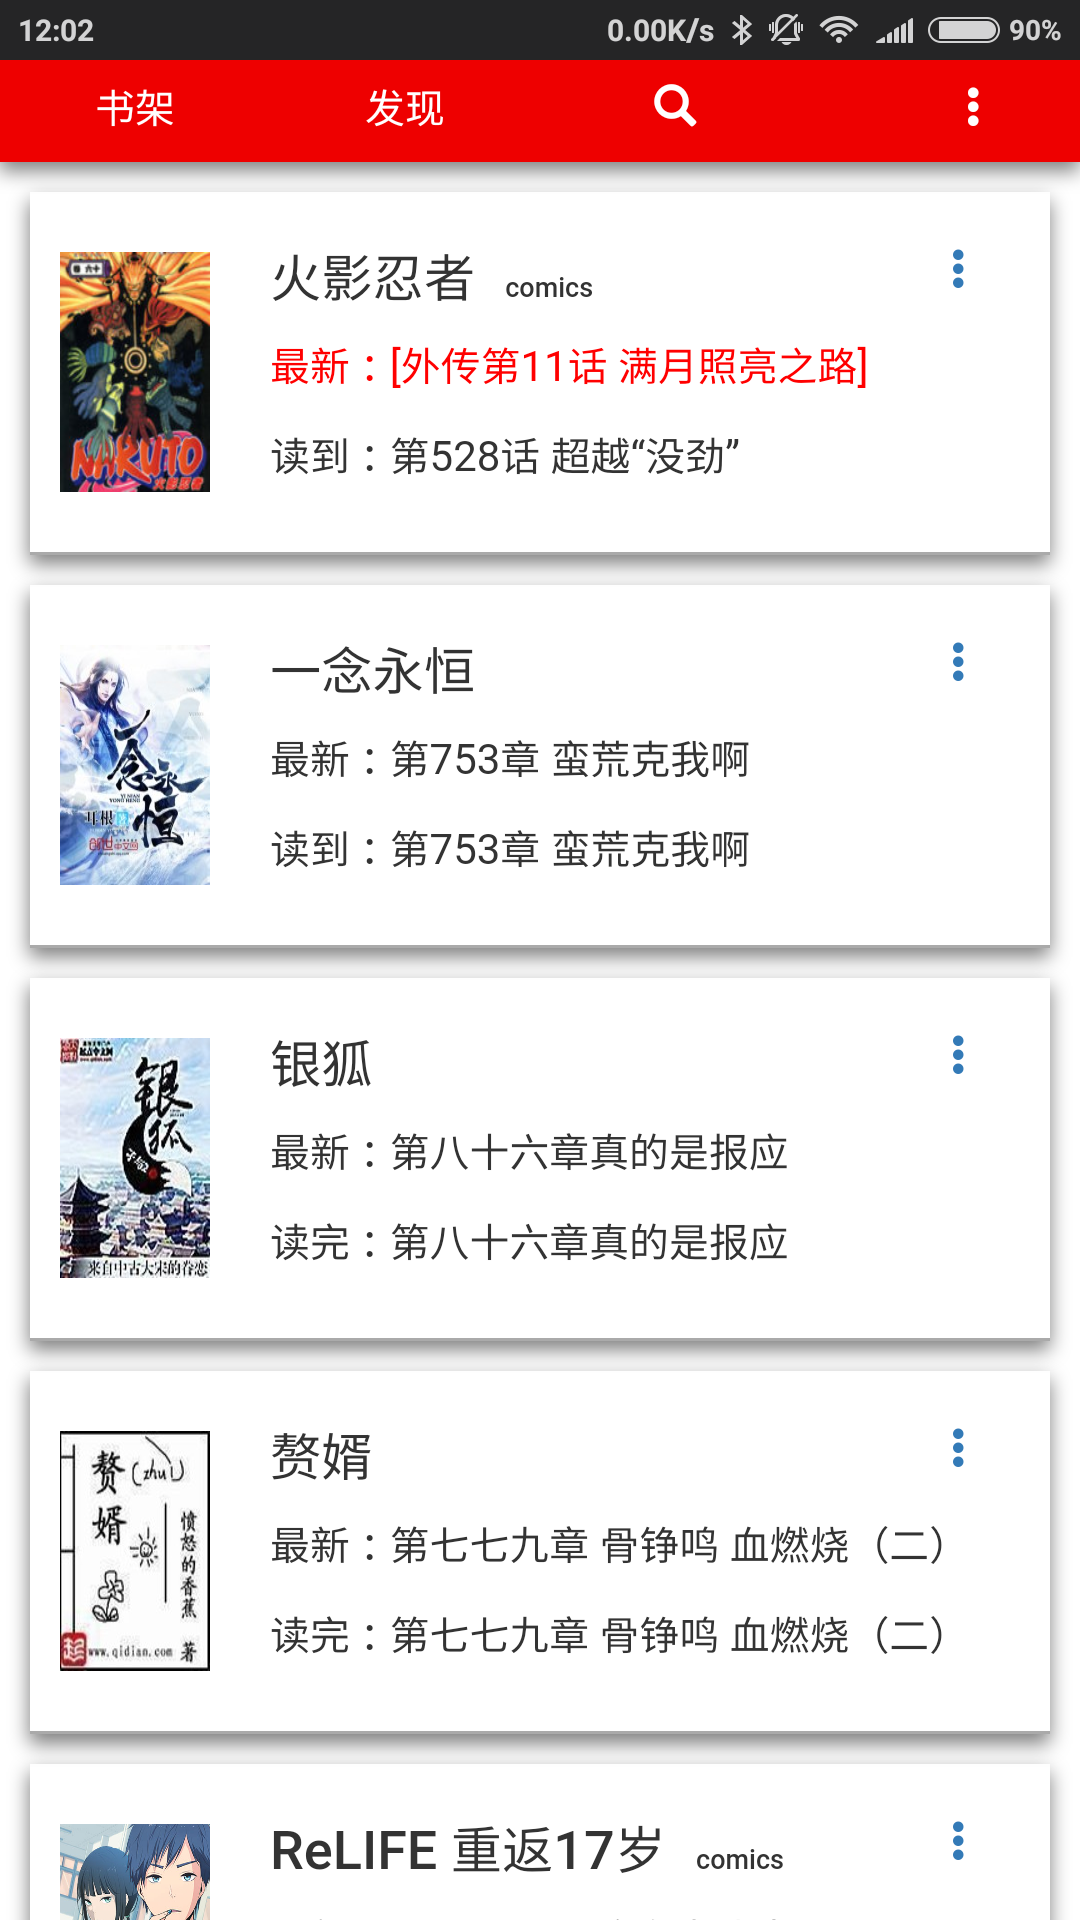 12:02 0.00K/s 90%
书架 发现
火影忍者 comics
最新：[外传第11话 满月照亮之路]
读到：第528话 超越“没劲”
NARUTO
火影忍者
一念永恒
最新：第753章 蛮荒克我啊
读到：第753章 蛮荒克我啊
一念永恒
YI NIAN
YONG HENG
耳根
银狐
最新：第八十六章真的是报应
读完：第八十六章真的是报应
银狐
来自中古大宋的眷恋
赘婿
最新：第七七九章 骨铮鸣 血燃烧（二）
读完：第七七九章 骨铮鸣 血燃烧（二）
赘婿
(zhui)
愤怒的香蕉 著
www.qidian.com
ReLIFE 重返17岁 comics